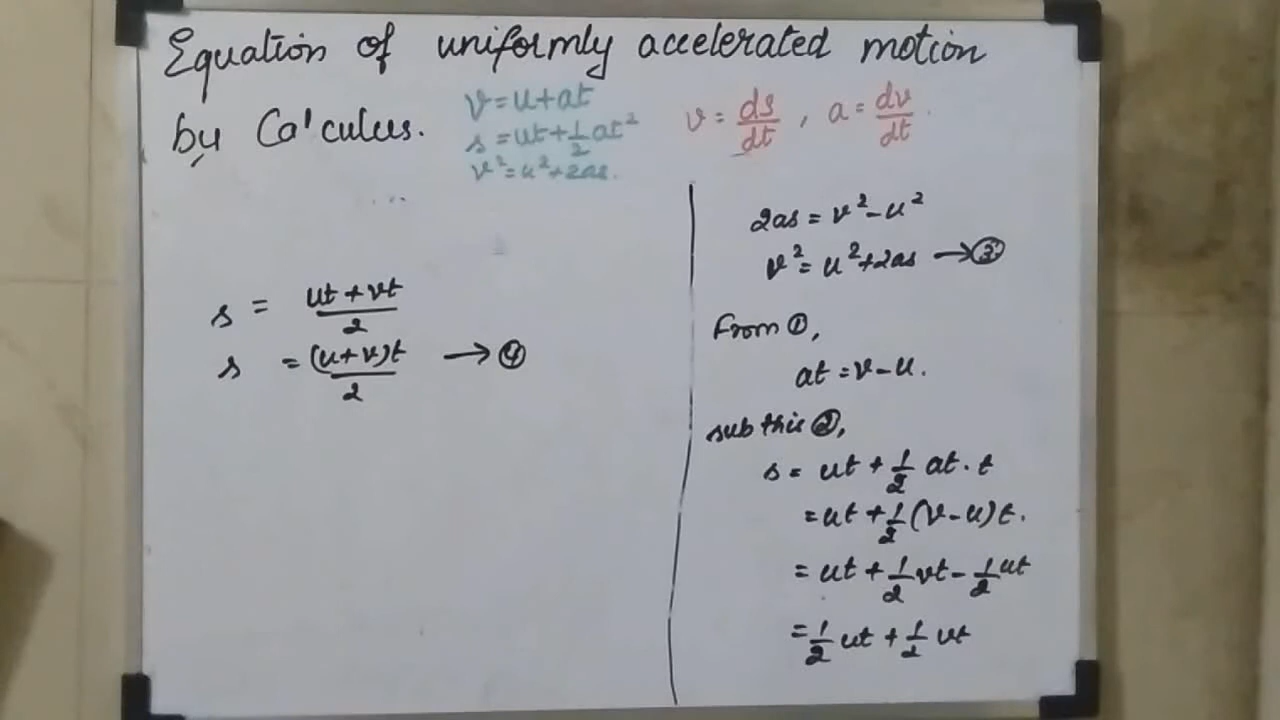 Equation of uniformly accelerated motion
by Calculus.
v = u + at
s = ut + 1/2 at²
v² = u² + 2as.
v = ds/dt , a = dv/dt .
s = ut + vt / 2
s = (u + v)t / 2 → ④
2as = v² - u²
v² = u² + 2as → ③
From ①,
at = v - u.
sub this ②,
s = ut + 1/2 at · t
= ut + 1/2 (v - u) t.
= ut + 1/2 vt - 1/2 ut
= 1/2 ut + 1/2 vt